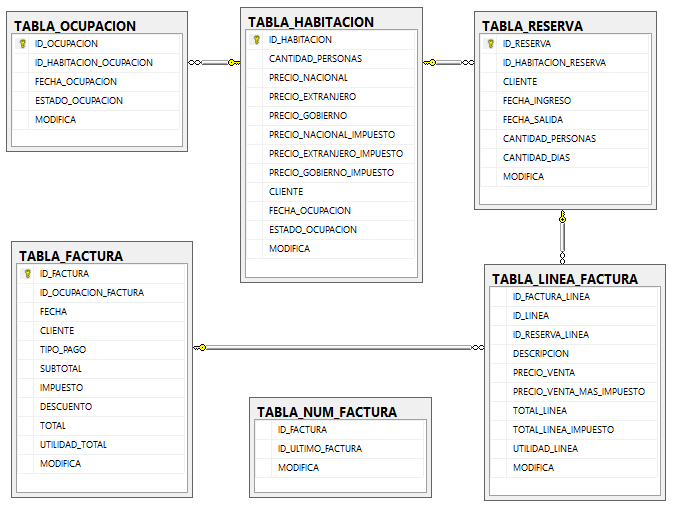 TABLA_OCUPACION
ID_OCUPACION
ID_HABITACION_OCUPACION
FECHA_OCUPACION
ESTADO_OCUPACION
MODIFICA
TABLA_HABITACION
ID_HABITACION
CANTIDAD_PERSONAS
PRECIO_NACIONAL
PRECIO_EXTRANJERO
PRECIO_GOBIERNO
PRECIO_NACIONAL_IMPUESTO
PRECIO_EXTRANJERO_IMPUESTO
PRECIO_GOBIERNO_IMPUESTO
CLIENTE
FECHA_OCUPACION
ESTADO_OCUPACION
MODIFICA
TABLA_RESERVA
ID_RESERVA
ID_HABITACION_RESERVA
CLIENTE
FECHA_INGRESO
FECHA_SALIDA
CANTIDAD_PERSONAS
CANTIDAD_DIAS
MODIFICA
TABLA_FACTURA
ID_FACTURA
ID_OCUPACION_FACTURA
FECHA
CLIENTE
TIPO_PAGO
SUBTOTAL
IMPUESTO
DESCUENTO
TOTAL
UTILIDAD_TOTAL
MODIFICA
TABLA_NUM_FACTURA
ID_FACTURA
ID_ULTIMO_FACTURA
MODIFICA
TABLA_LINEA_FACTURA
ID_FACTURA_LINEA
ID_LINEA
ID_RESERVA_LINEA
DESCRIPCION
PRECIO_VENTA
PRECIO_VENTA_MAS_IMPUESTO
TOTAL_LINEA
TOTAL_LINEA_IMPUESTO
UTILIDAD_LINEA
MODIFICA